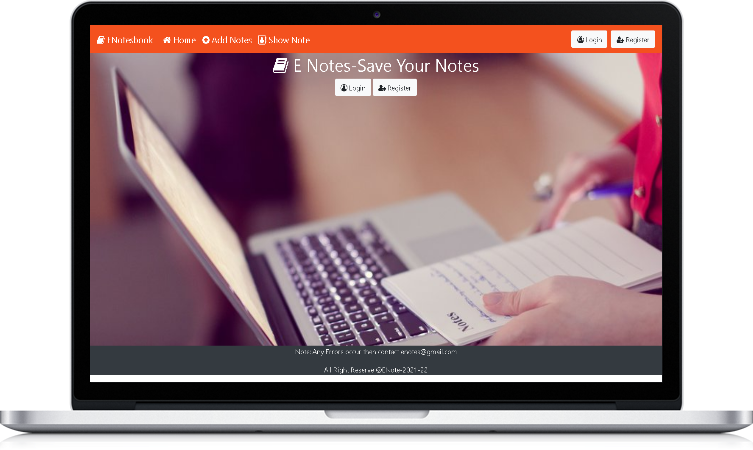 ENotesbook Home Add Notes Show Note Login Register
E Notes-Save Your Notes
Login Register
Notes
Note: Any Errors occur then contact enotes@gmail.com
All Right Reserve @ENote-2021-22